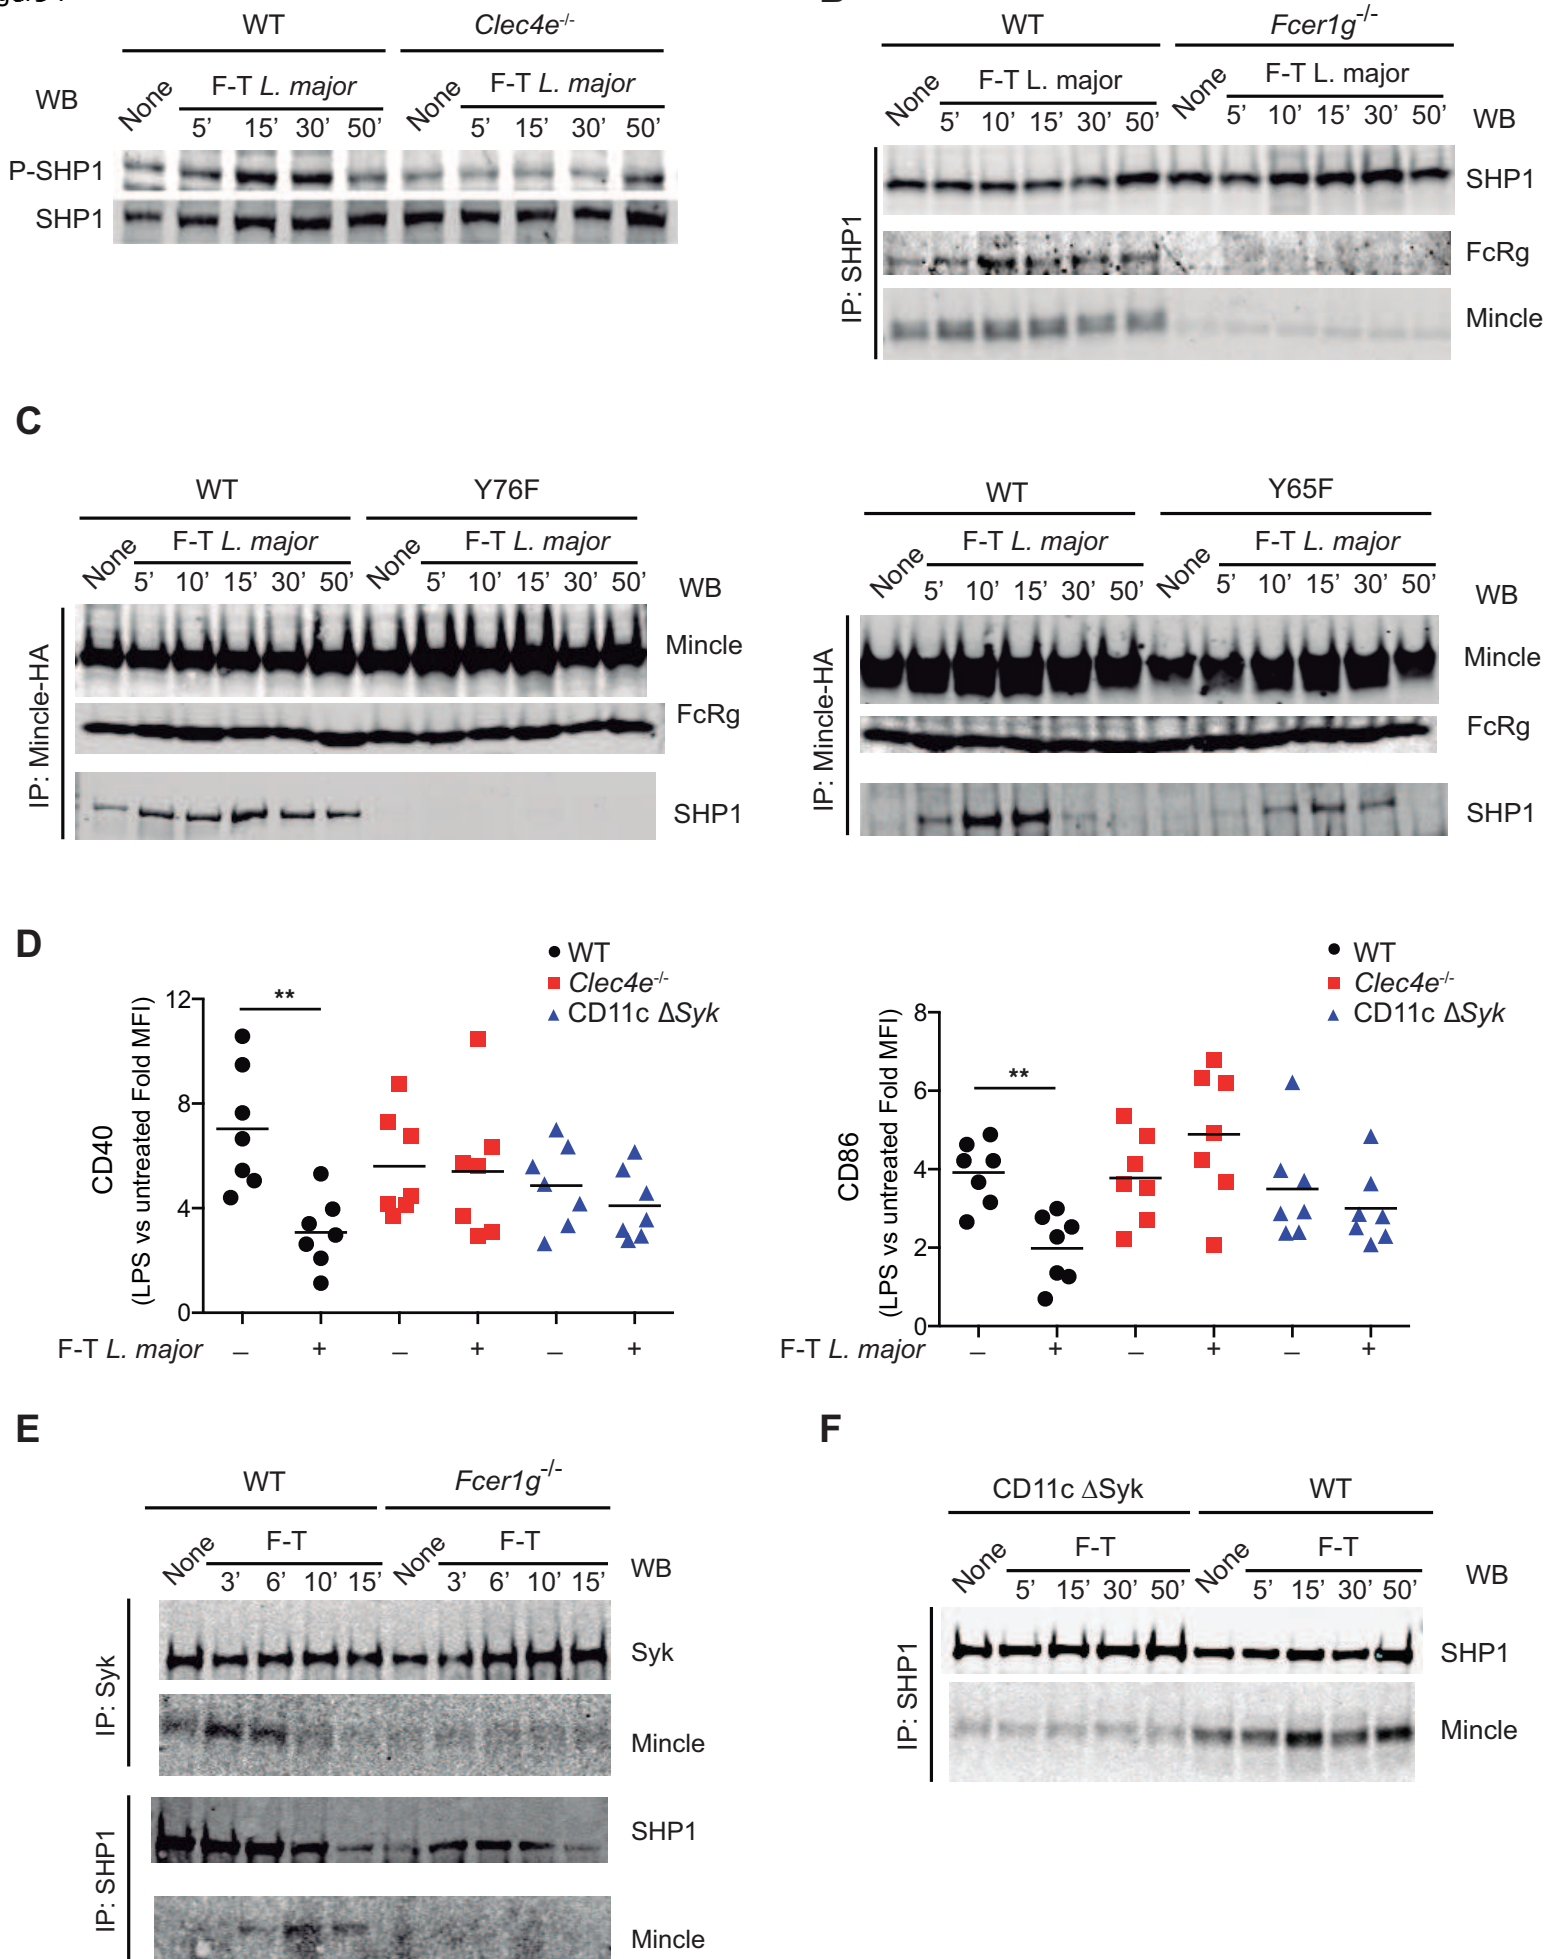 WT Clec4e-/-
WB None F-T L. major None F-T L. major
5’ 15’ 30’ 50’ 5’ 15’ 30’ 50’
P-SHP1
SHP1
WT Fcer1g-/-
None F-T L. major None F-T L. major
5’ 10’ 15’ 30’ 50’ 5’ 10’ 15’ 30’ 50’ WB
IP: SHP1
SHP1
FcRg
Mincle
C
WT Y76F
None F-T L. major None F-T L. major
5’ 10’ 15’ 30’ 50’ 5’ 10’ 15’ 30’ 50’ WB
IP: Mincle-HA
Mincle
FcRg
SHP1
WT Y65F
None F-T L. major None F-T L. major
5’ 10’ 15’ 30’ 50’ 5’ 10’ 15’ 30’ 50’ WB
IP: Mincle-HA
Mincle
FcRg
SHP1
D
WT
Clec4e-/-
CD11c ΔSyk
CD40
(LPS vs untreated Fold MFI)
12
8
4
0
**
F-T L. major – + – + – +
WT
Clec4e-/-
CD11c ΔSyk
CD86
(LPS vs untreated Fold MFI)
8
6
4
2
0
**
F-T L. major – + – + – +
E
WT Fcer1g-/-
None F-T None F-T
3’ 6’ 10’ 15’ 3’ 6’ 10’ 15’ WB
IP: Syk
Syk
Mincle
IP: SHP1
SHP1
Mincle
F
CD11c ΔSyk WT
None F-T None F-T
5’ 15’ 30’ 50’ 5’ 15’ 30’ 50’ WB
IP: SHP1
SHP1
Mincle